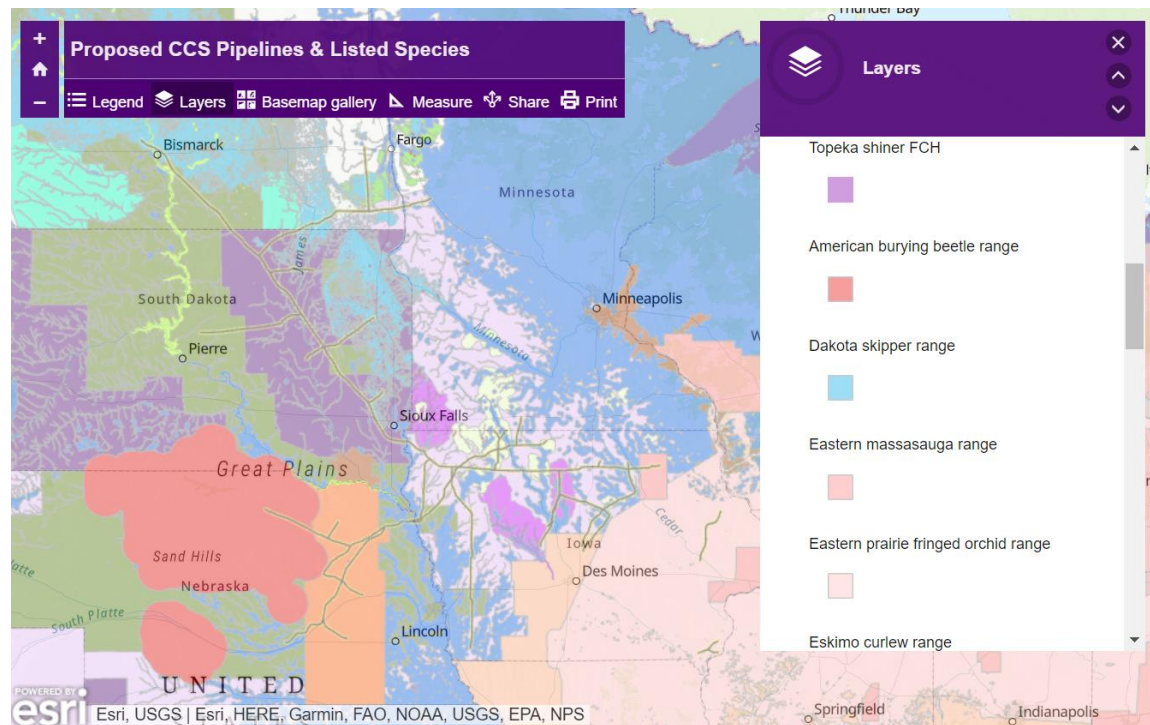 Proposed CCS Pipelines & Listed Species
Legend Layers Basemap gallery Measure Share Print
Layers
Topeka shiner FCH
American burying beetle range
Dakota skipper range
Eastern massasauga range
Eastern prairie fringed orchid range
Eskimo curlew range
Thunder Bay
Bismarck
Fargo
Minnesota
James
South Dakota
Minneapolis
Minnesota
Pierre
Sioux Falls
Great Plains
Cedar
Sand Hills
Iowa
Nebraska
Des Moines
Platte
South Platte
Lincoln
UNITED
Springfield
Indianapolis
POWERED BY
esri
Esri, USGS | Esri, HERE, Garmin, FAO, NOAA, USGS, EPA, NPS